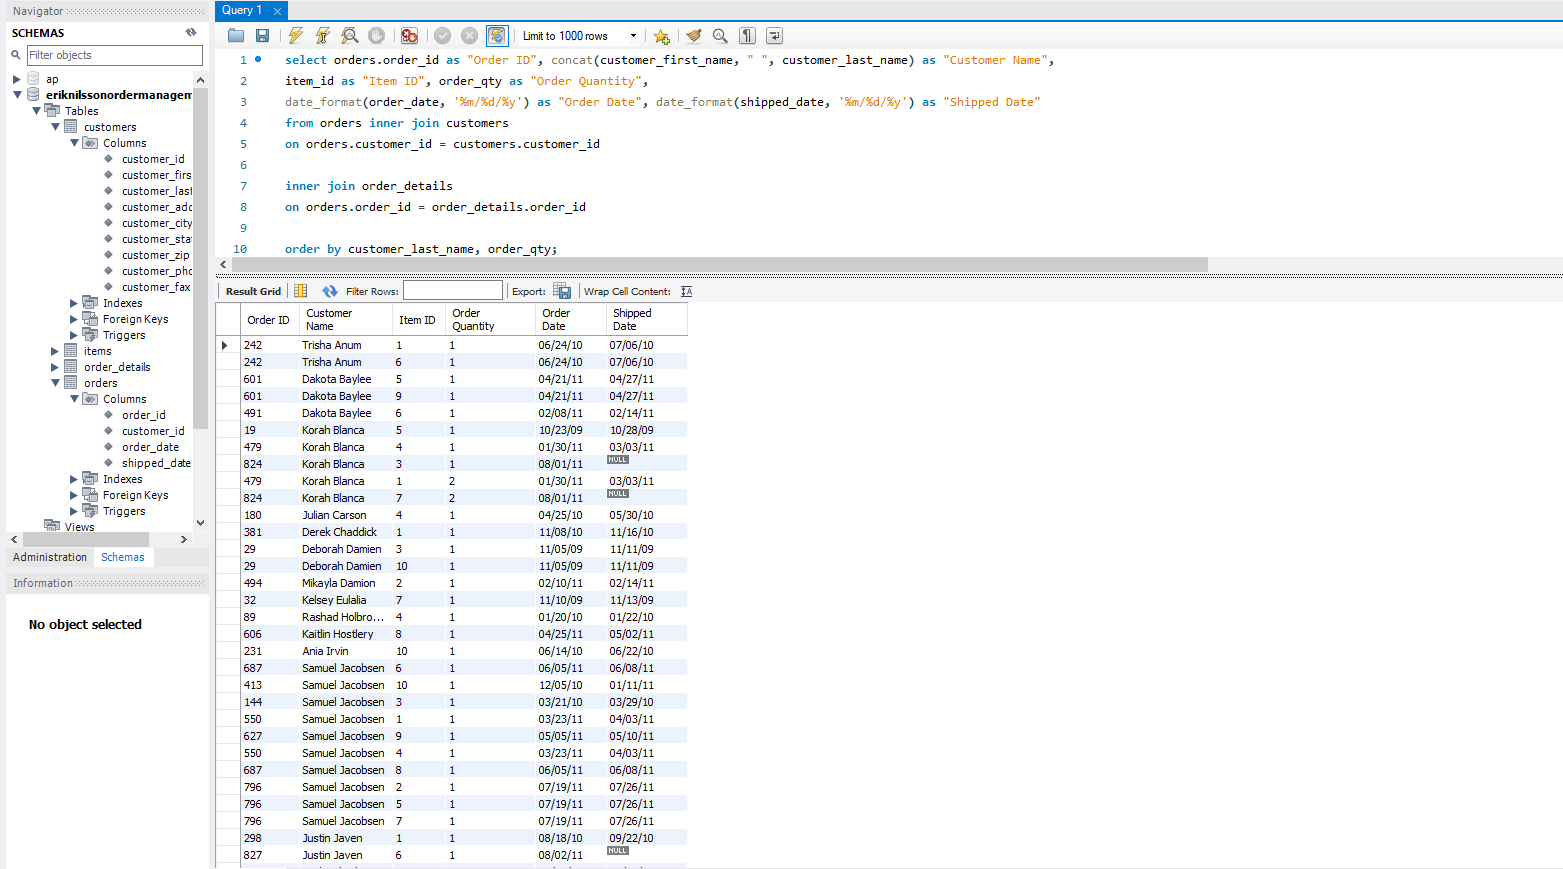 Navigator
SCHEMAS
Filter objects
ap
eriknilssonordermanagem
Tables
customers
Columns
customer_id
customer_firs
customer_last
customer_add
customer_city
customer_stat
customer_zip
customer_pho
customer_fax
Indexes
Foreign Keys
Triggers
items
order_details
orders
Columns
order_id
customer_id
order_date
shipped_date
Indexes
Foreign Keys
Triggers
Views
Administration Schemas
Information
No object selected
Query 1
Limit to 1000 rows
1 select orders.order_id as "Order ID", concat(customer_first_name, " ", customer_last_name) as "Customer Name",
2 item_id as "Item ID", order_qty as "Order Quantity",
3 date_format(order_date, '%m/%d/%y') as "Order Date", date_format(shipped_date, '%m/%d/%y') as "Shipped Date"
4 from orders inner join customers
5 on orders.customer_id = customers.customer_id
6
7 inner join order_details
8 on orders.order_id = order_details.order_id
9
10 order by customer_last_name, order_qty;
Result Grid Filter Rows: Export: Wrap Cell Content: IA
Order ID Customer Name Item ID Order Quantity Order Date Shipped Date
242 Trisha Anum 1 1 06/24/10 07/06/10
242 Trisha Anum 6 1 06/24/10 07/06/10
601 Dakota Baylee 5 1 04/21/11 04/27/11
601 Dakota Baylee 9 1 04/21/11 04/27/11
491 Dakota Baylee 6 1 02/08/11 02/14/11
19 Korah Blanca 5 1 10/23/09 10/28/09
479 Korah Blanca 4 1 01/30/11 03/03/11
824 Korah Blanca 3 1 08/01/11 NULL
479 Korah Blanca 1 2 01/30/11 03/03/11
824 Korah Blanca 7 2 08/01/11 NULL
180 Julian Carson 4 1 04/25/10 05/30/10
381 Derek Chaddick 1 1 11/08/10 11/16/10
29 Deborah Damien 3 1 11/05/09 11/11/09
29 Deborah Damien 10 1 11/05/09 11/11/09
494 Mikayla Damion 2 1 02/10/11 02/14/11
32 Kelsey Eulalia 7 1 11/10/09 11/13/09
89 Rashad Holbro... 4 1 01/20/10 01/22/10
606 Kaitlin Hostlery 8 1 04/25/11 05/02/11
231 Ania Irvin 10 1 06/14/10 06/22/10
687 Samuel Jacobsen 6 1 06/05/11 06/08/11
413 Samuel Jacobsen 10 1 12/05/10 01/11/11
144 Samuel Jacobsen 3 1 03/21/10 03/29/10
550 Samuel Jacobsen 1 1 03/23/11 04/03/11
627 Samuel Jacobsen 9 1 05/05/11 05/10/11
550 Samuel Jacobsen 4 1 03/23/11 04/03/11
687 Samuel Jacobsen 8 1 06/05/11 06/08/11
796 Samuel Jacobsen 2 1 07/19/11 07/26/11
796 Samuel Jacobsen 5 1 07/19/11 07/26/11
796 Samuel Jacobsen 7 1 07/19/11 07/26/11
298 Justin Javen 1 1 08/18/10 09/22/10
827 Justin Javen 6 1 08/02/11 NULL